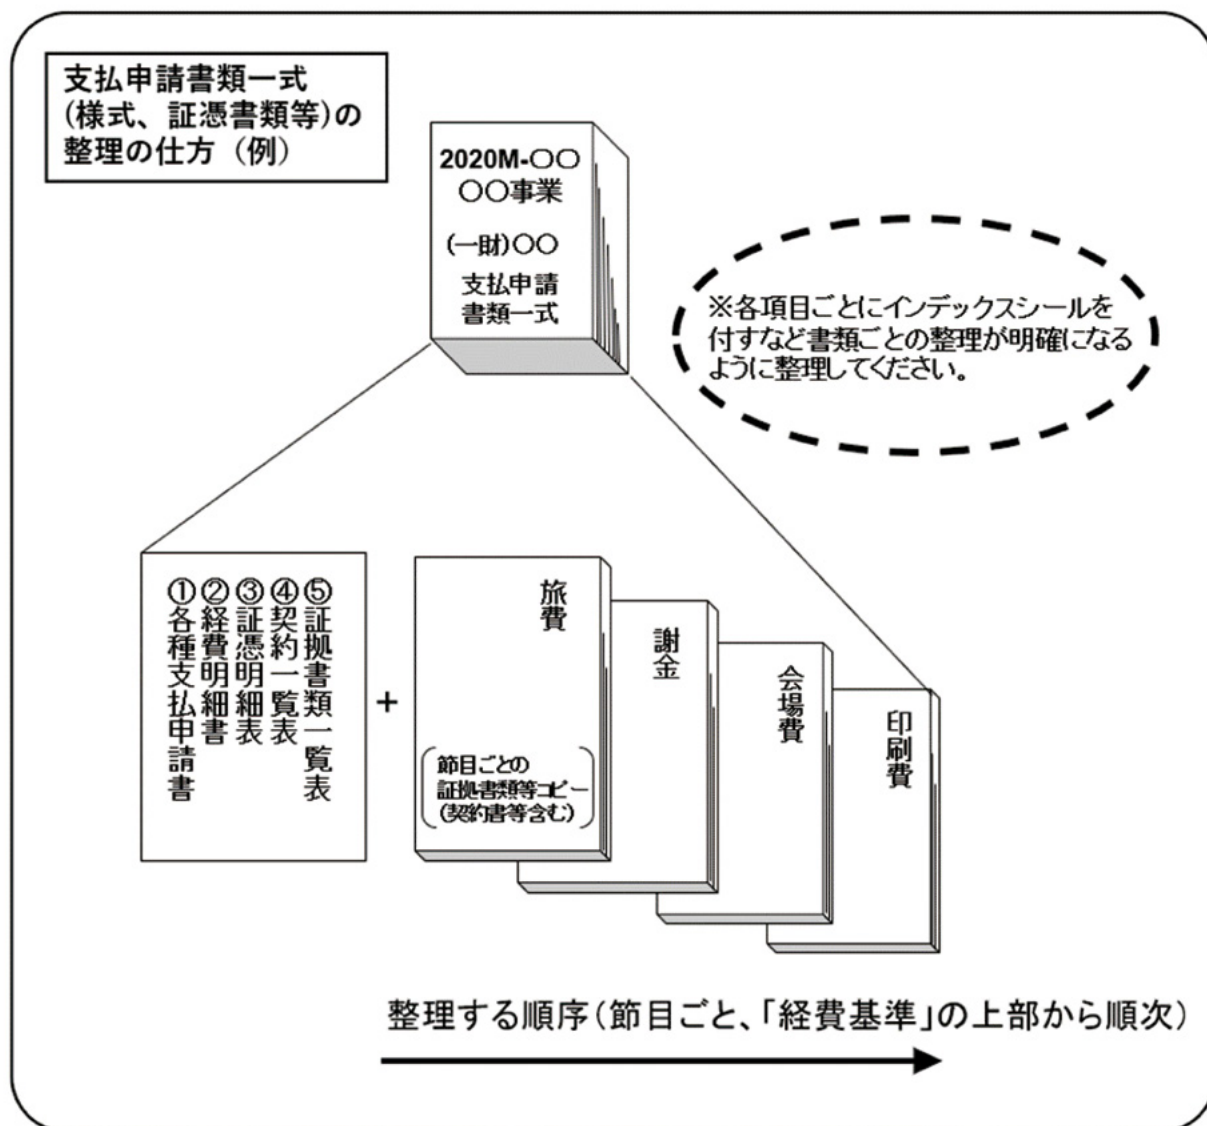 支払申請書類一式
(様式、証憑書類等)の
整理の仕方（例）
2020M-〇〇
〇〇事業
(一財)〇〇
支払申請
書類一式
※各項目ごとにインデックスシールを
付すなど書類ごとの整理が明確になる
ように整理してください。
⑤証拠書類一覧表
④契約一覧表
③証憑明細表
②経費明細書
①各種支払申請書
+
旅費
節目ごとの
証拠書類等コピー
(契約書等含む)
謝金
会場費
印刷費
整理する順序(節目ごと、「経費基準」の上部から順次)